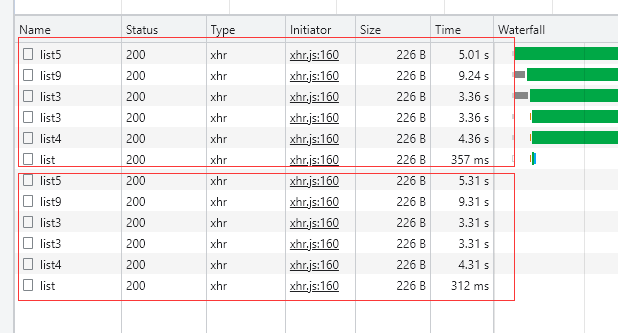 Name Status Type Initiator Size Time Waterfall
list5 200 xhr xhr.js:160 226 B 5.01 s
list9 200 xhr xhr.js:160 226 B 9.24 s
list3 200 xhr xhr.js:160 226 B 3.36 s
list3 200 xhr xhr.js:160 226 B 3.36 s
list4 200 xhr xhr.js:160 226 B 4.36 s
list 200 xhr xhr.js:160 226 B 357 ms
list5 200 xhr xhr.js:160 226 B 5.31 s
list9 200 xhr xhr.js:160 226 B 9.31 s
list3 200 xhr xhr.js:160 226 B 3.31 s
list3 200 xhr xhr.js:160 226 B 3.31 s
list4 200 xhr xhr.js:160 226 B 4.31 s
list 200 xhr xhr.js:160 226 B 312 ms